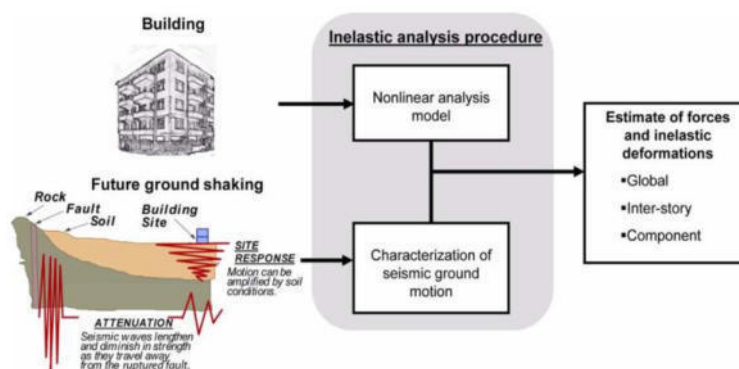 Building
Inelastic analysis procedure
Nonlinear analysis
model
Estimate of forces
and inelastic
deformations
▪Global
▪Inter-story
▪Component
Future ground shaking
Rock
Fault
Soil
Building
Site
SITE
RESPONSE
Motion can be
amplified by soil
conditions.
Characterization of
seismic ground
motion
ATTENUATION
Seismic waves lengthen
and diminish in strength
as they travel away
from the ruptured fault.